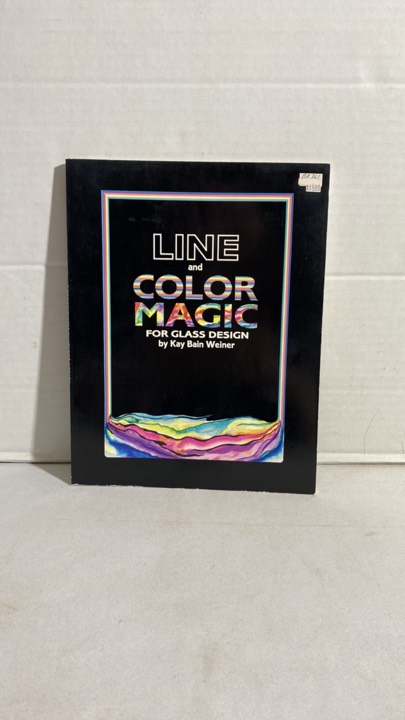 LINE
and
COLOR
MAGIC
FOR GLASS DESIGN
by Kay Bain Weiner